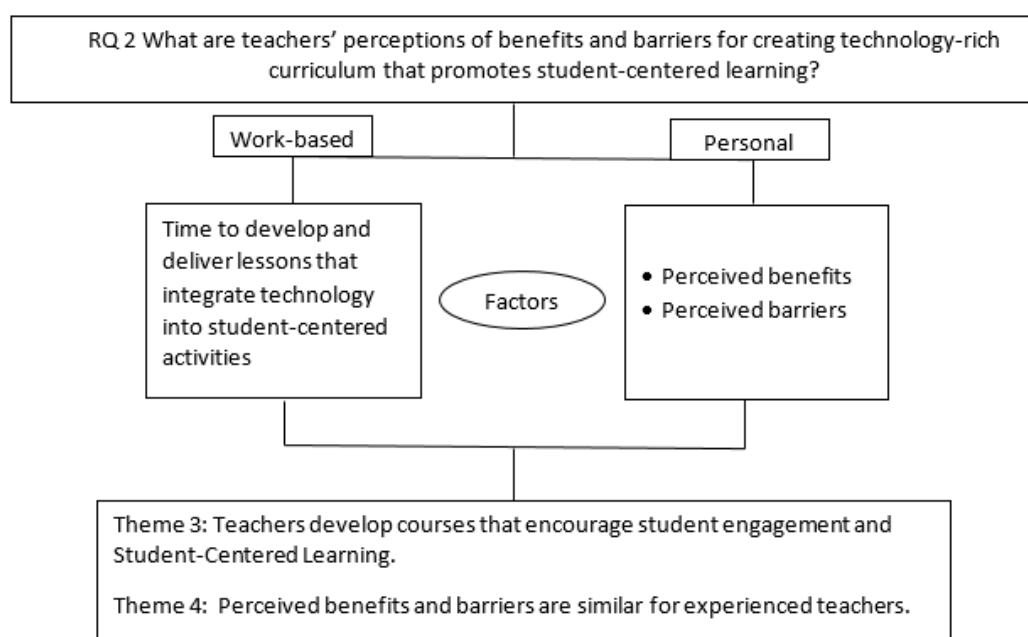 RQ 2 What are teachers’ perceptions of benefits and barriers for creating technology-rich
curriculum that promotes student-centered learning?
Work-based
Personal
Time to develop and
deliver lessons that
integrate technology
into student-centered
activities
Factors
• Perceived benefits
• Perceived barriers
Theme 3: Teachers develop courses that encourage student engagement and
Student-Centered Learning.
Theme 4:  Perceived benefits and barriers are similar for experienced teachers.